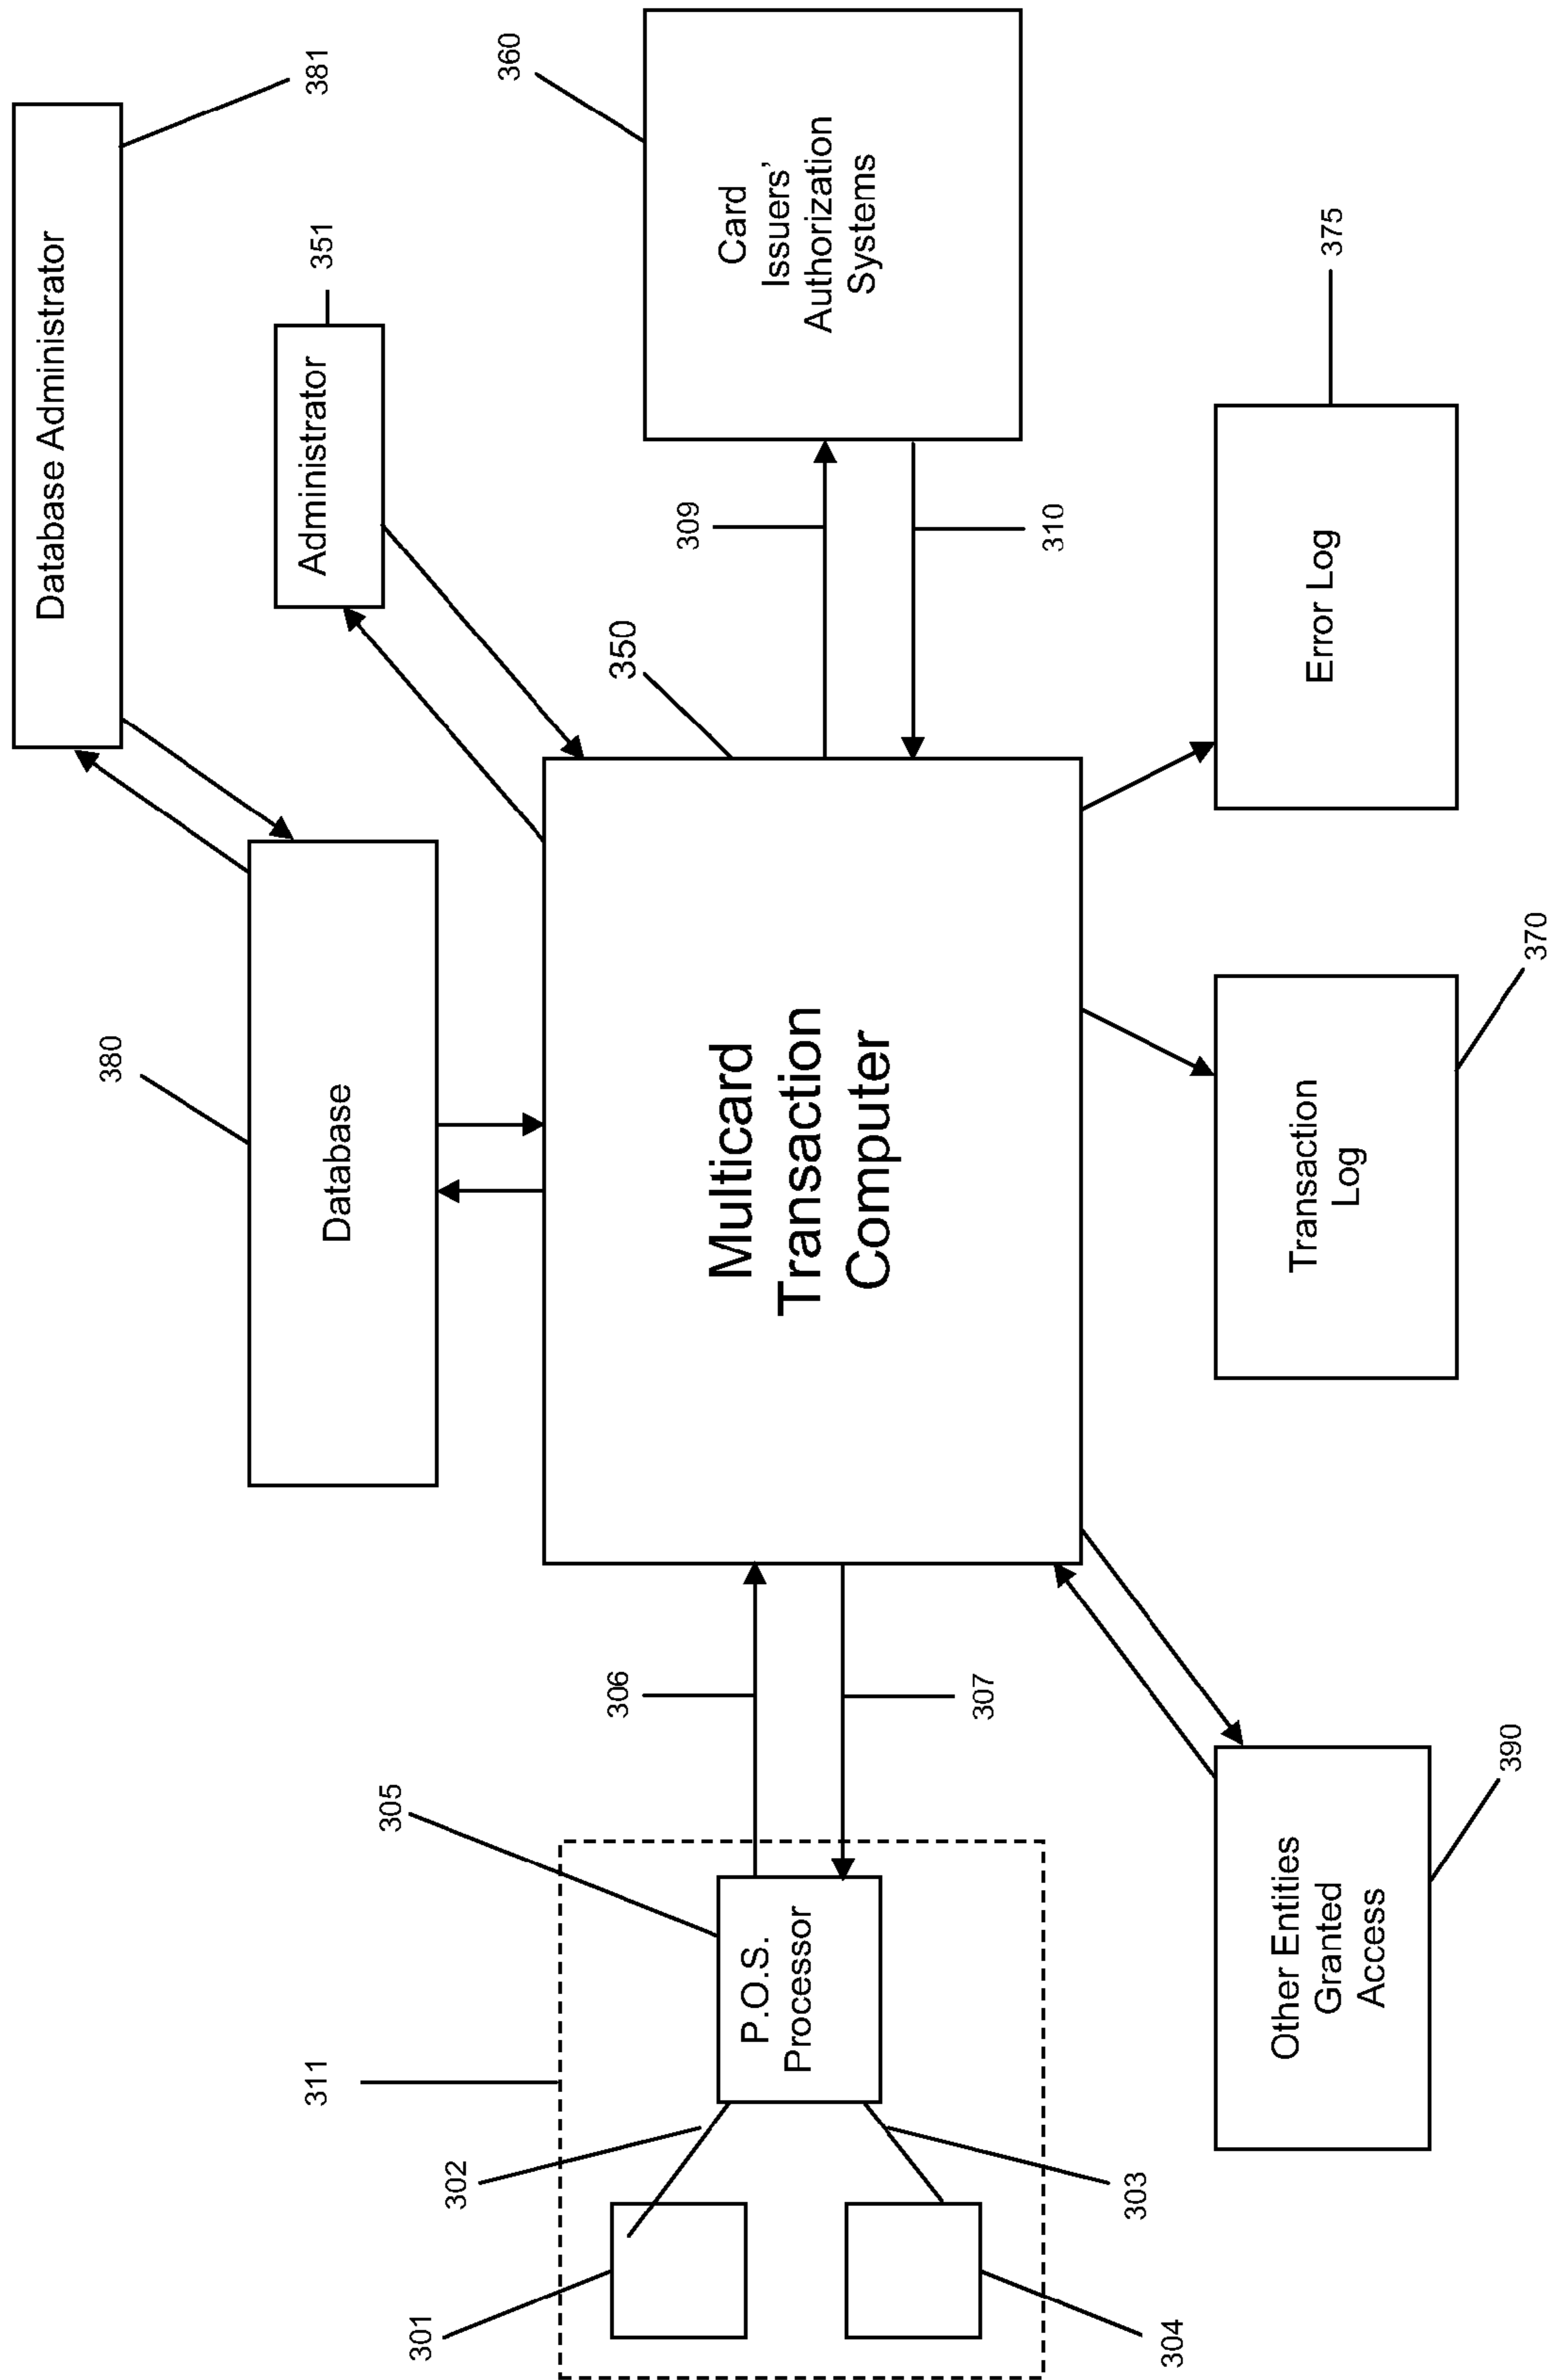 Database Administrator
381
Administrator
351
380
Database
360
Card
Issuers'
Authorization
Systems
309
310
350
Multicard
Transaction
Computer
306
307
305
P.O.S.
Processor
311
302
301
303
304
Other Entities
Granted
Access
390
Transaction
Log
370
Error Log
375